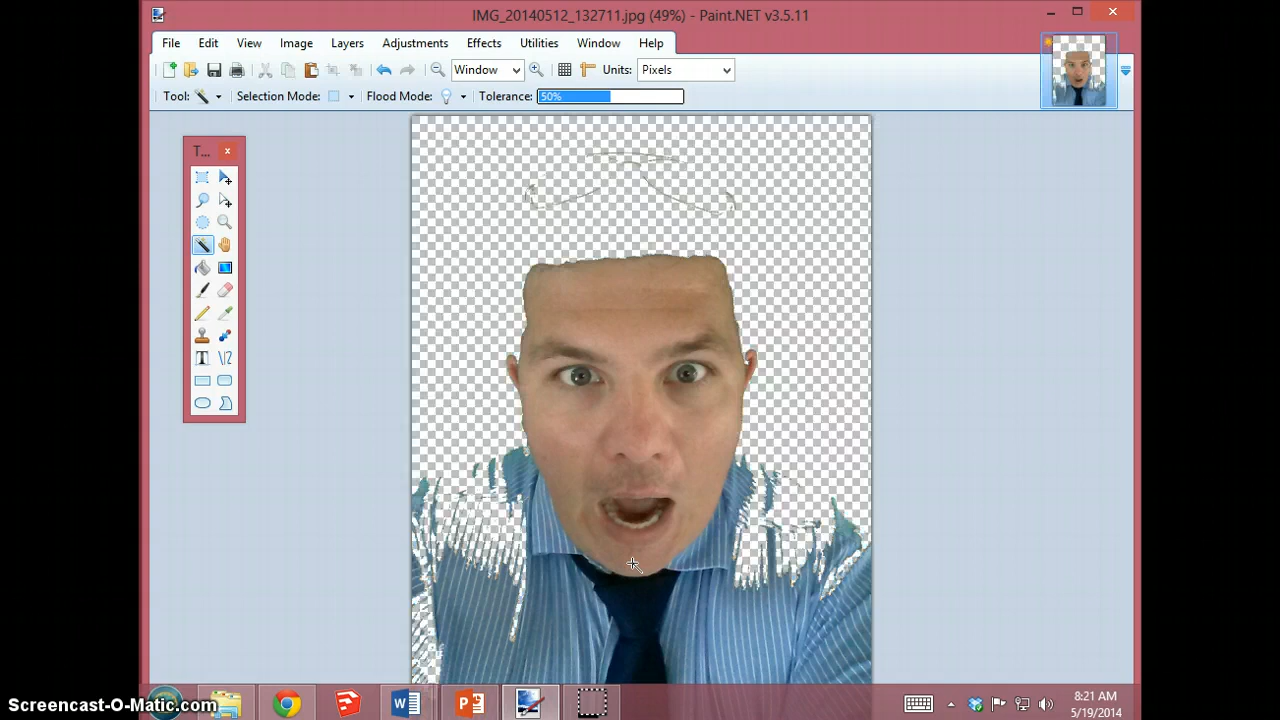 IMG_20140512_132711.jpg (49%) - Paint.NET v3.5.11
File Edit View Image Layers Adjustments Effects Utilities Window Help
Window Units: Pixels
Tool: Selection Mode: Flood Mode: Tolerance: 50%
T...
Screencast-O-Matic.com
8:21 AM
5/19/2014